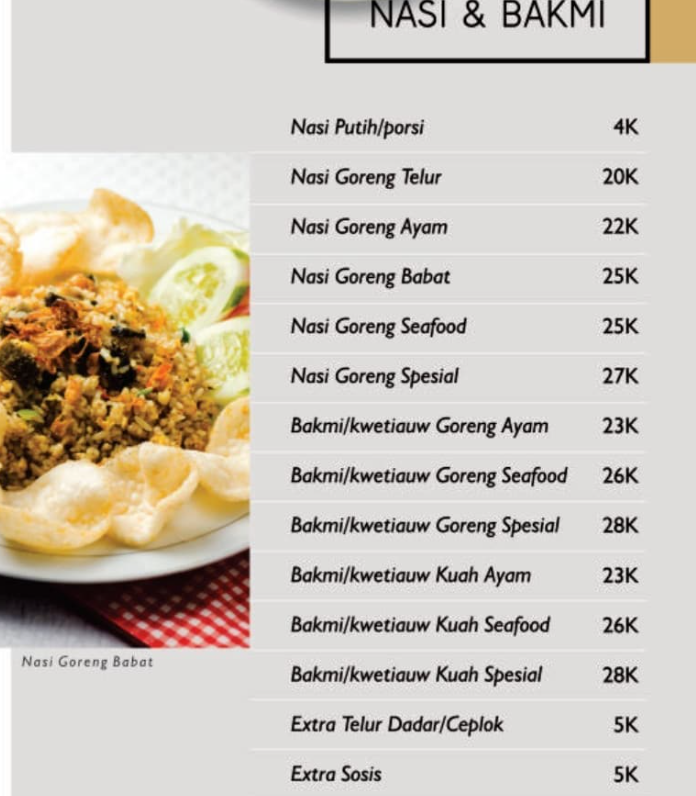 NASI & BAKMI
Nasi Putih/porsi 4K
Nasi Goreng Telur 20K
Nasi Goreng Ayam 22K
Nasi Goreng Babat 25K
Nasi Goreng Seafood 25K
Nasi Goreng Spesial 27K
Bakmi/kwetiauw Goreng Ayam 23K
Bakmi/kwetiauw Goreng Seafood 26K
Bakmi/kwetiauw Goreng Spesial 28K
Bakmi/kwetiauw Kuah Ayam 23K
Bakmi/kwetiauw Kuah Seafood 26K
Nasi Goreng Babat
Bakmi/kwetiauw Kuah Spesial 28K
Extra Telur Dadar/Ceplok 5K
Extra Sosis 5K